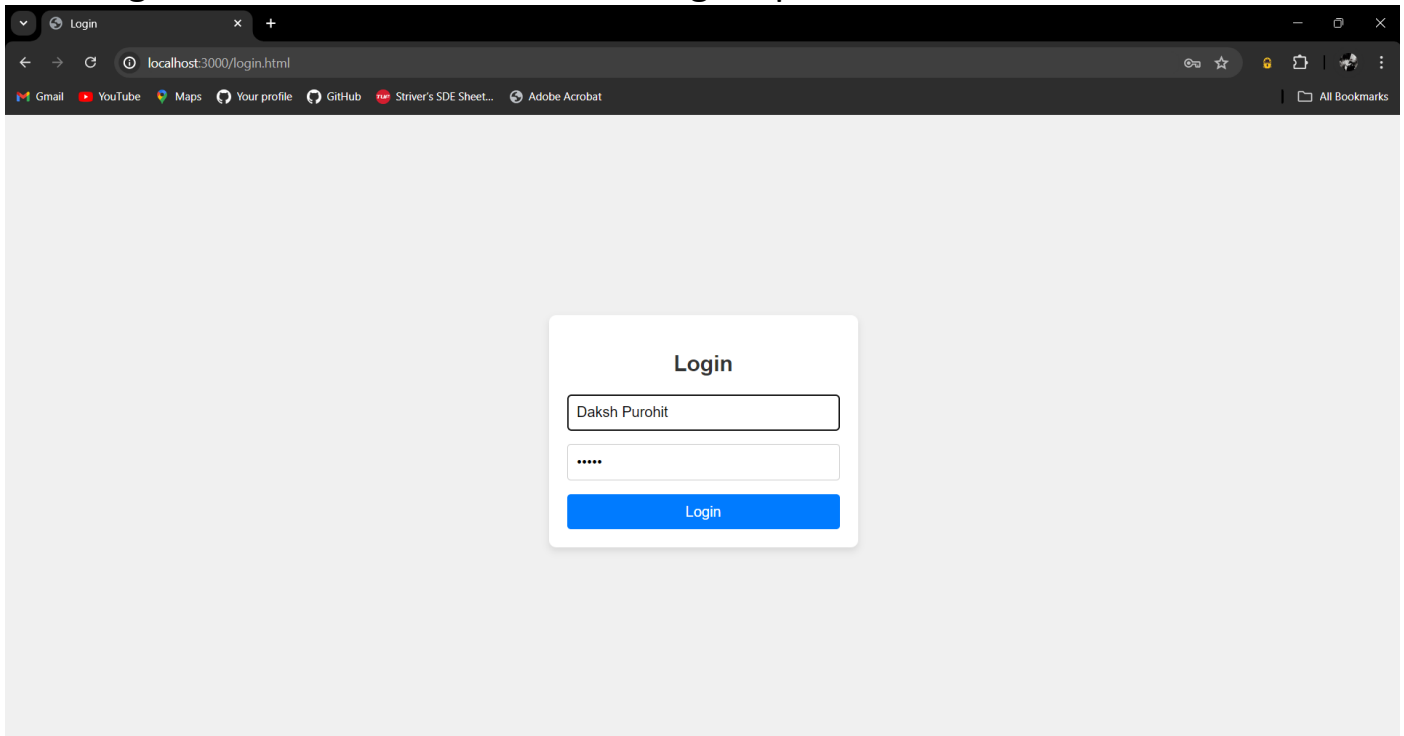 Login
localhost:3000/login.html
Gmail YouTube Maps Your profile GitHub Striver's SDE Sheet... Adobe Acrobat All Bookmarks
Login
Daksh Purohit
•••••
Login